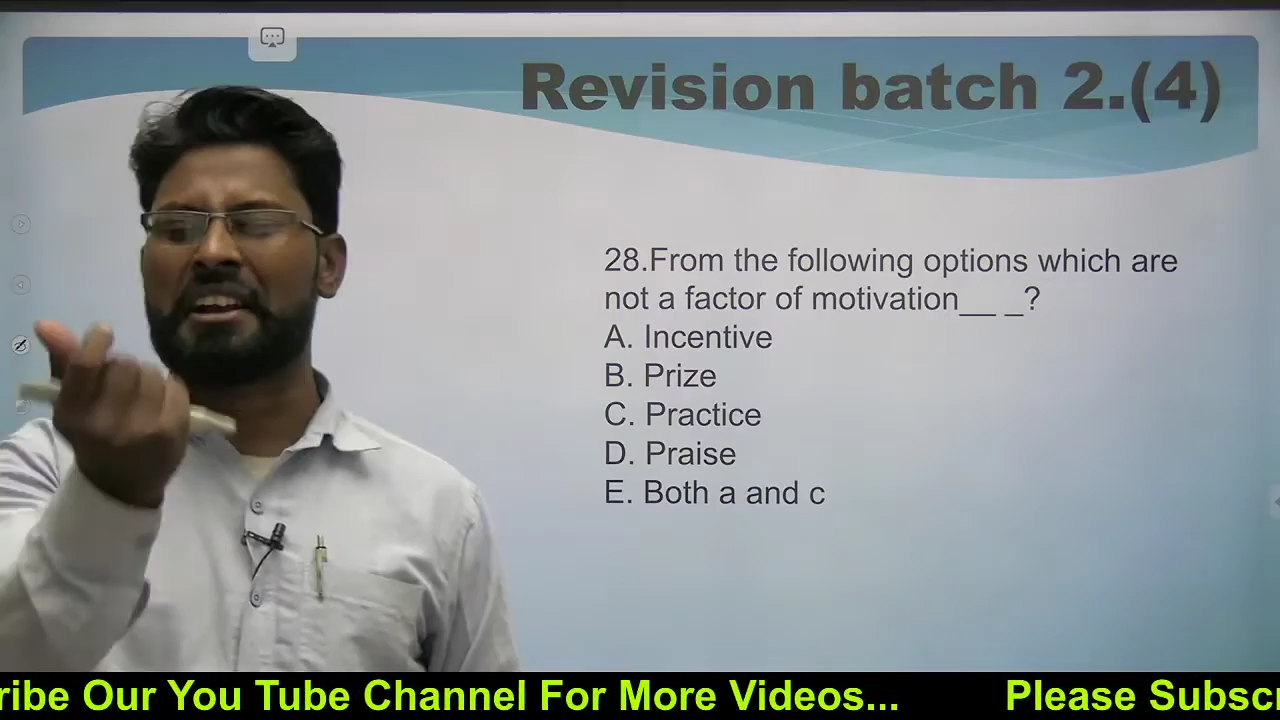 Revision batch 2.(4)
28.From the following options which are
not a factor of motivation__ _?
A. Incentive
B. Prize
C. Practice
D. Praise
E. Both a and c
ribe Our You Tube Channel For More Videos... Please Subscr